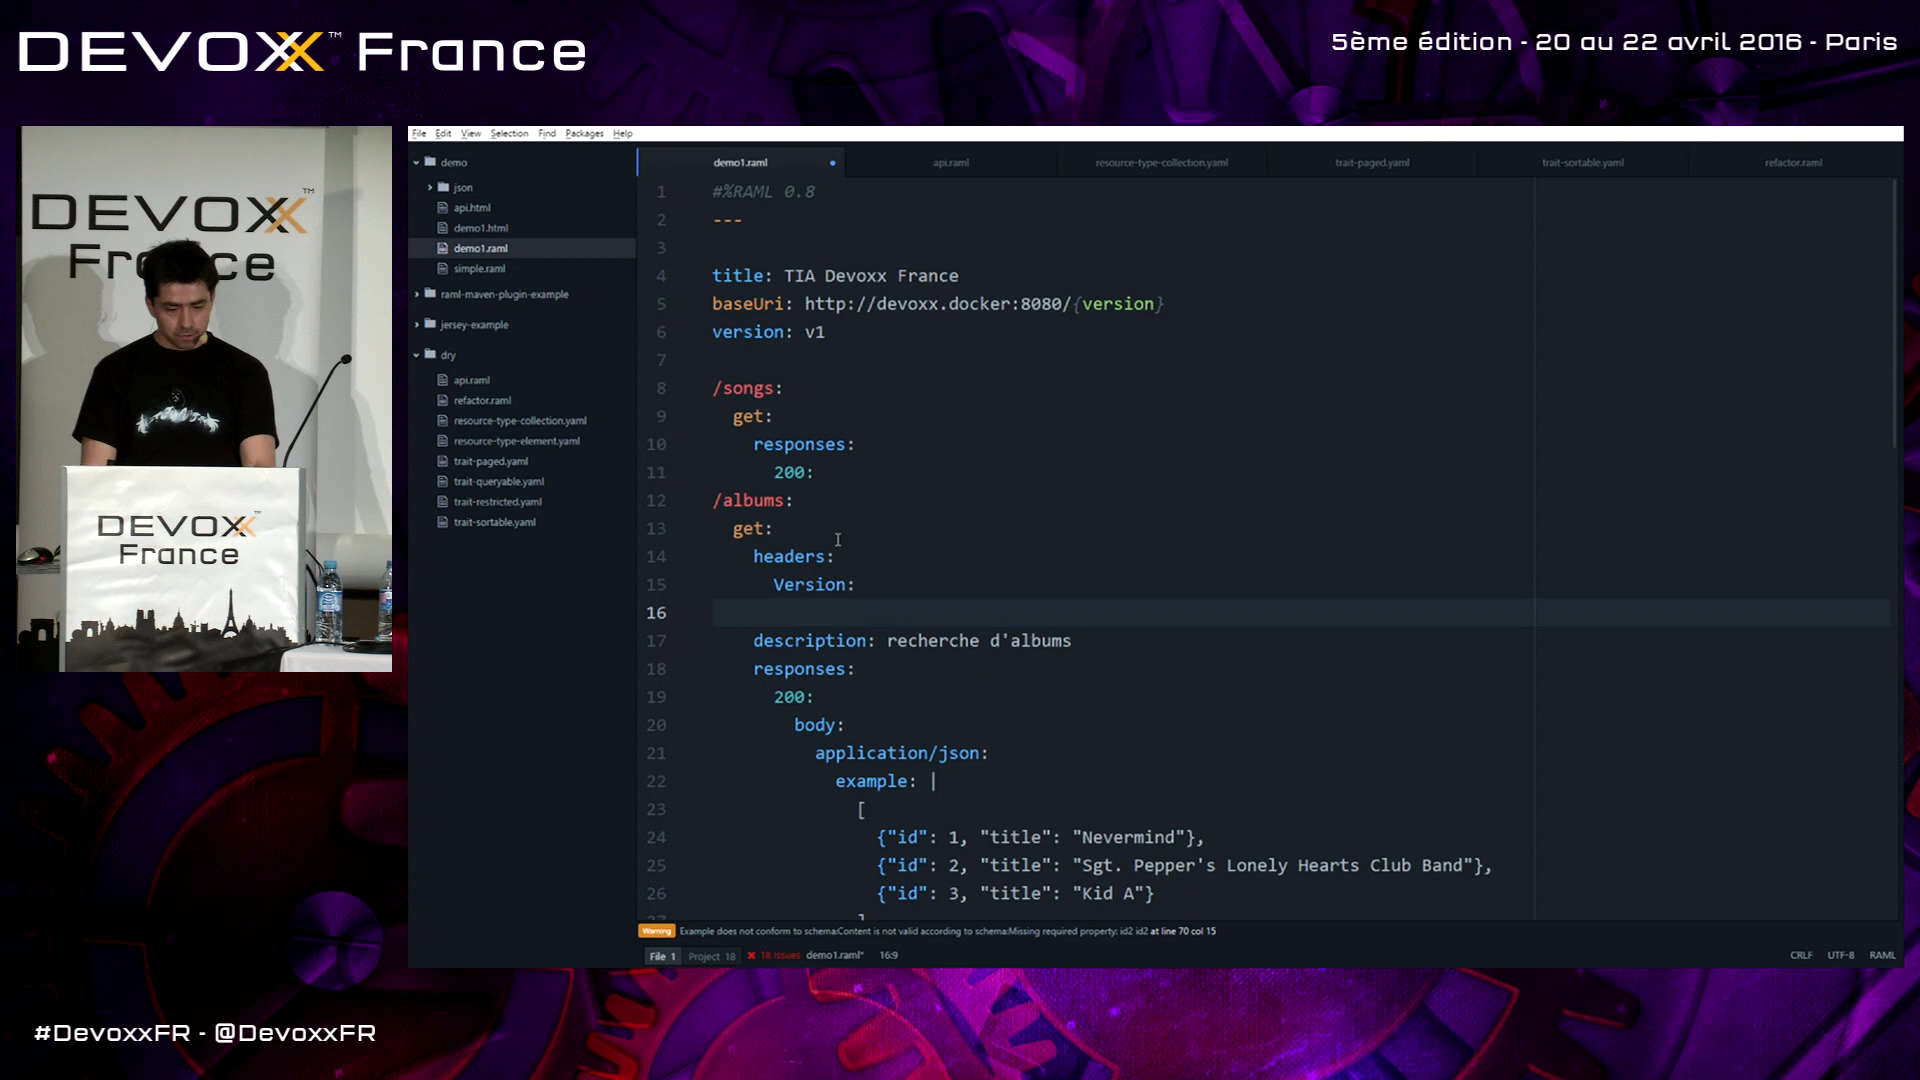 DEVOXX™ France
5ème édition - 20 au 22 avril 2016 - Paris
DEVOXX™
France
DEVOXX™
France
File Edit View Selection Find Packages Help
demo
json
api.html
demo1.html
demo1.raml
simple.raml
raml-maven-plugin-example
jersey-example
dry
api.raml
refactor.raml
resource-type-collection.yaml
resource-type-element.yaml
trait-paged.yaml
trait-queryable.yaml
trait-restricted.yaml
trait-sortable.yaml
demo1.raml api.raml resource-type-collection.yaml trait-paged.yaml trait-sortable.yaml refactor.raml
1 #%RAML 0.8
2 ---
3
4 title: TIA Devoxx France
5 baseUri: http://devoxx.docker:8080/{version}
6 version: v1
7
8 /songs:
9 get:
10 responses:
11 200:
12 /albums:
13 get:
14 headers:
15 Version:
16
17 description: recherche d'albums
18 responses:
19 200:
20 body:
21 application/json:
22 example: |
23 [
24 {"id": 1, "title": "Nevermind"},
25 {"id": 2, "title": "Sgt. Pepper's Lonely Hearts Club Band"},
26 {"id": 3, "title": "Kid A"}
27 ]
Warning Example does not conform to schema:Content is not valid according to schema:Missing required property: id2 id2 at line 70 col 15
File 1 Project 18 ✖ 18 Issues demo1.raml* 16:9 CRLF UTF-8 RAML
#DevoxxFR - @DevoxxFR